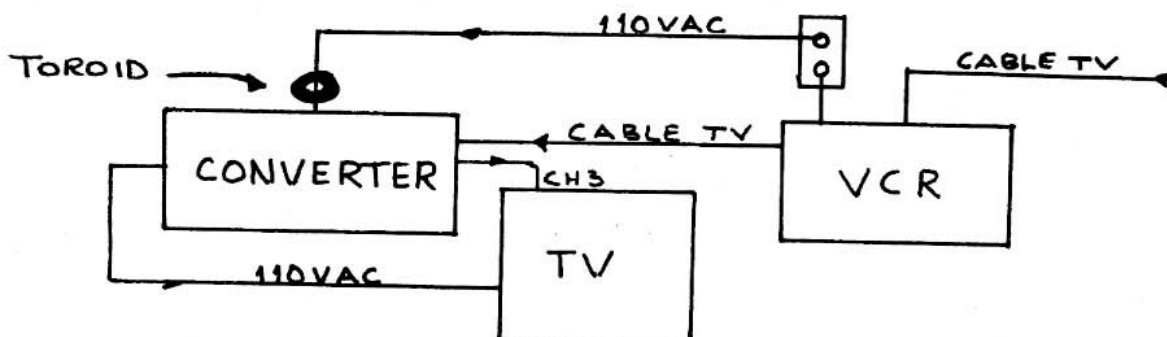 110VAC
TOROID
CABLE TV
CABLE TV
CONVERTER
CH3
VCR
TV
110VAC